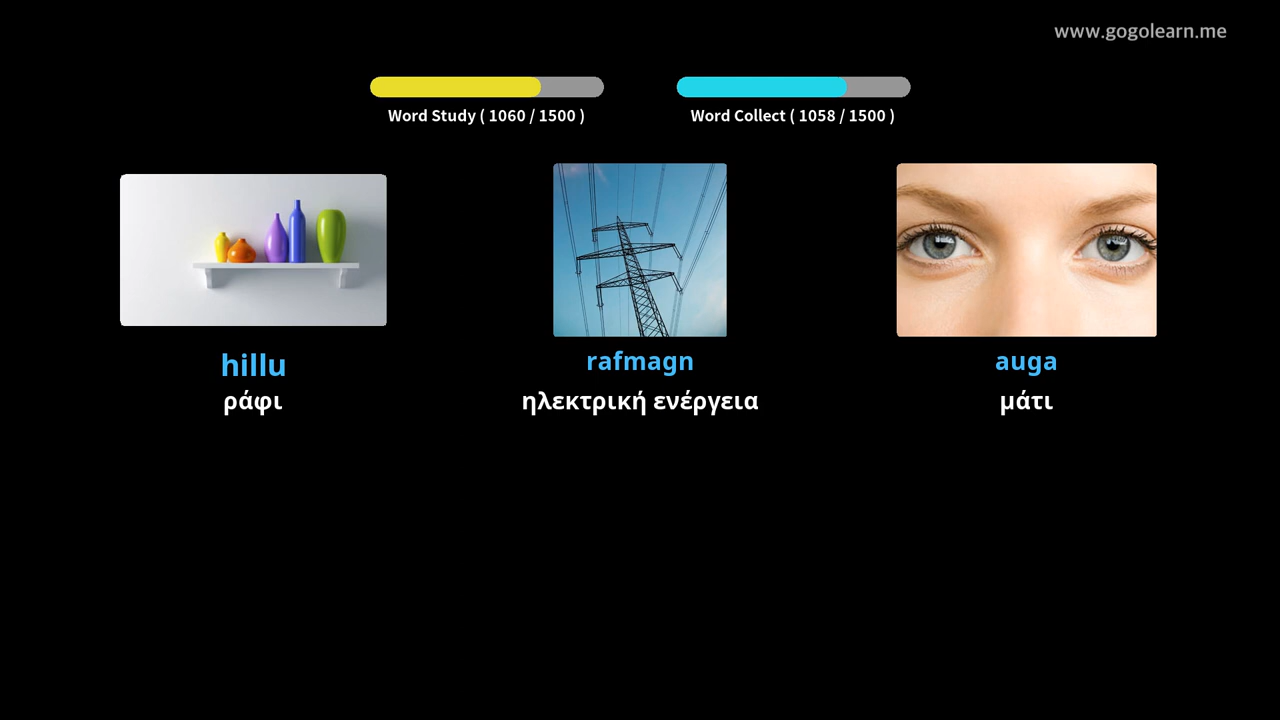 www.gogolearn.me
Word Study ( 1060 / 1500 )
Word Collect ( 1058 / 1500 )
hillu
rafmagn
auga
ράφι
ηλεκτρική ενέργεια
μάτι